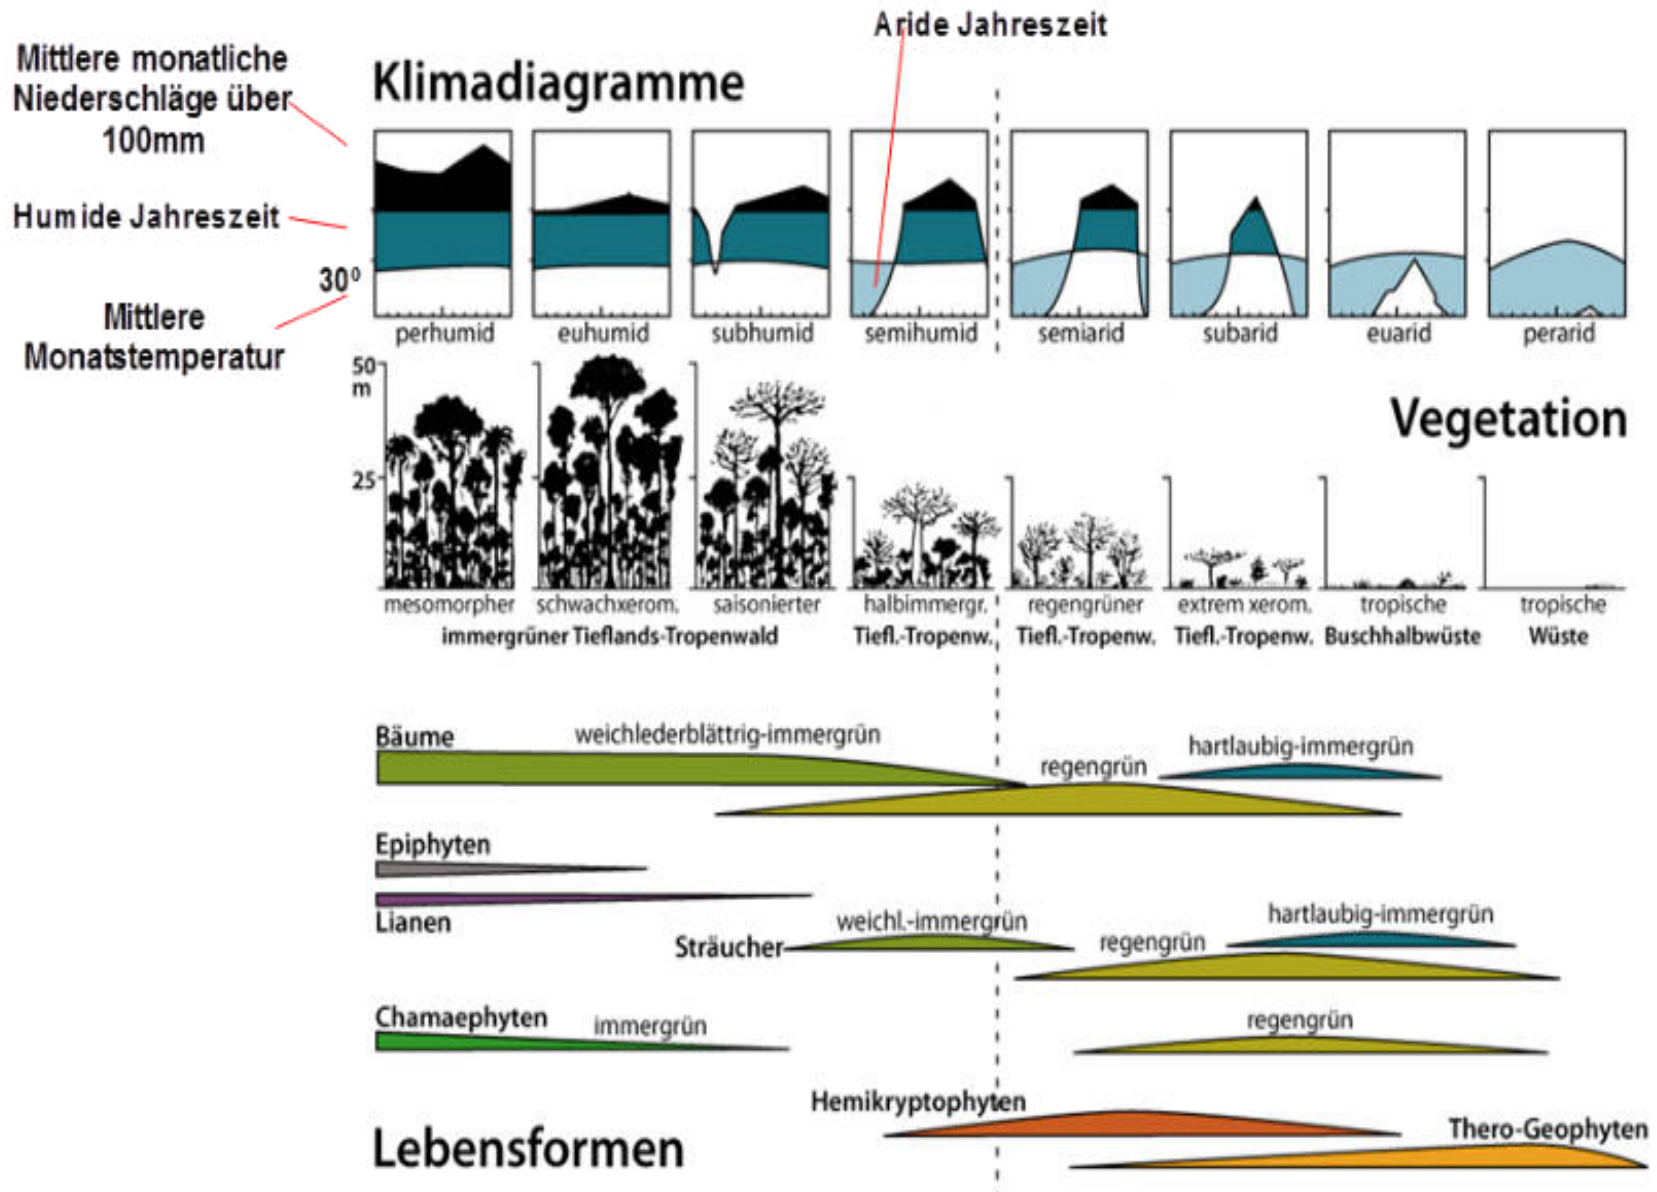 Aride Jahreszeit
Mittlere monatliche
Niederschläge über
100mm
Klimadiagramme
Humide Jahreszeit
30⁰
Mittlere
Monatstemperatur
perhumid euhumid subhumid semihumid semiarid subarid euarid perarid
50
m
Vegetation
25
mesomorpher schwachxerom. saisonierter halbimmergr. regengrüner extrem xerom. tropische tropische
immergrüner Tieflands-Tropenwald Tiefl.-Tropenw. Tiefl.-Tropenw. Tiefl.-Tropenw. Buschhalbwüste Wüste
Bäume weichlederblättrig-immergrün
hartlaubig-immergrün
regengrün
Epiphyten
Lianen
weichl.-immergrün
hartlaubig-immergrün
Sträucher
regengrün
Chamaephyten immergrün
regengrün
Hemikryptophyten
Thero-Geophyten
Lebensformen